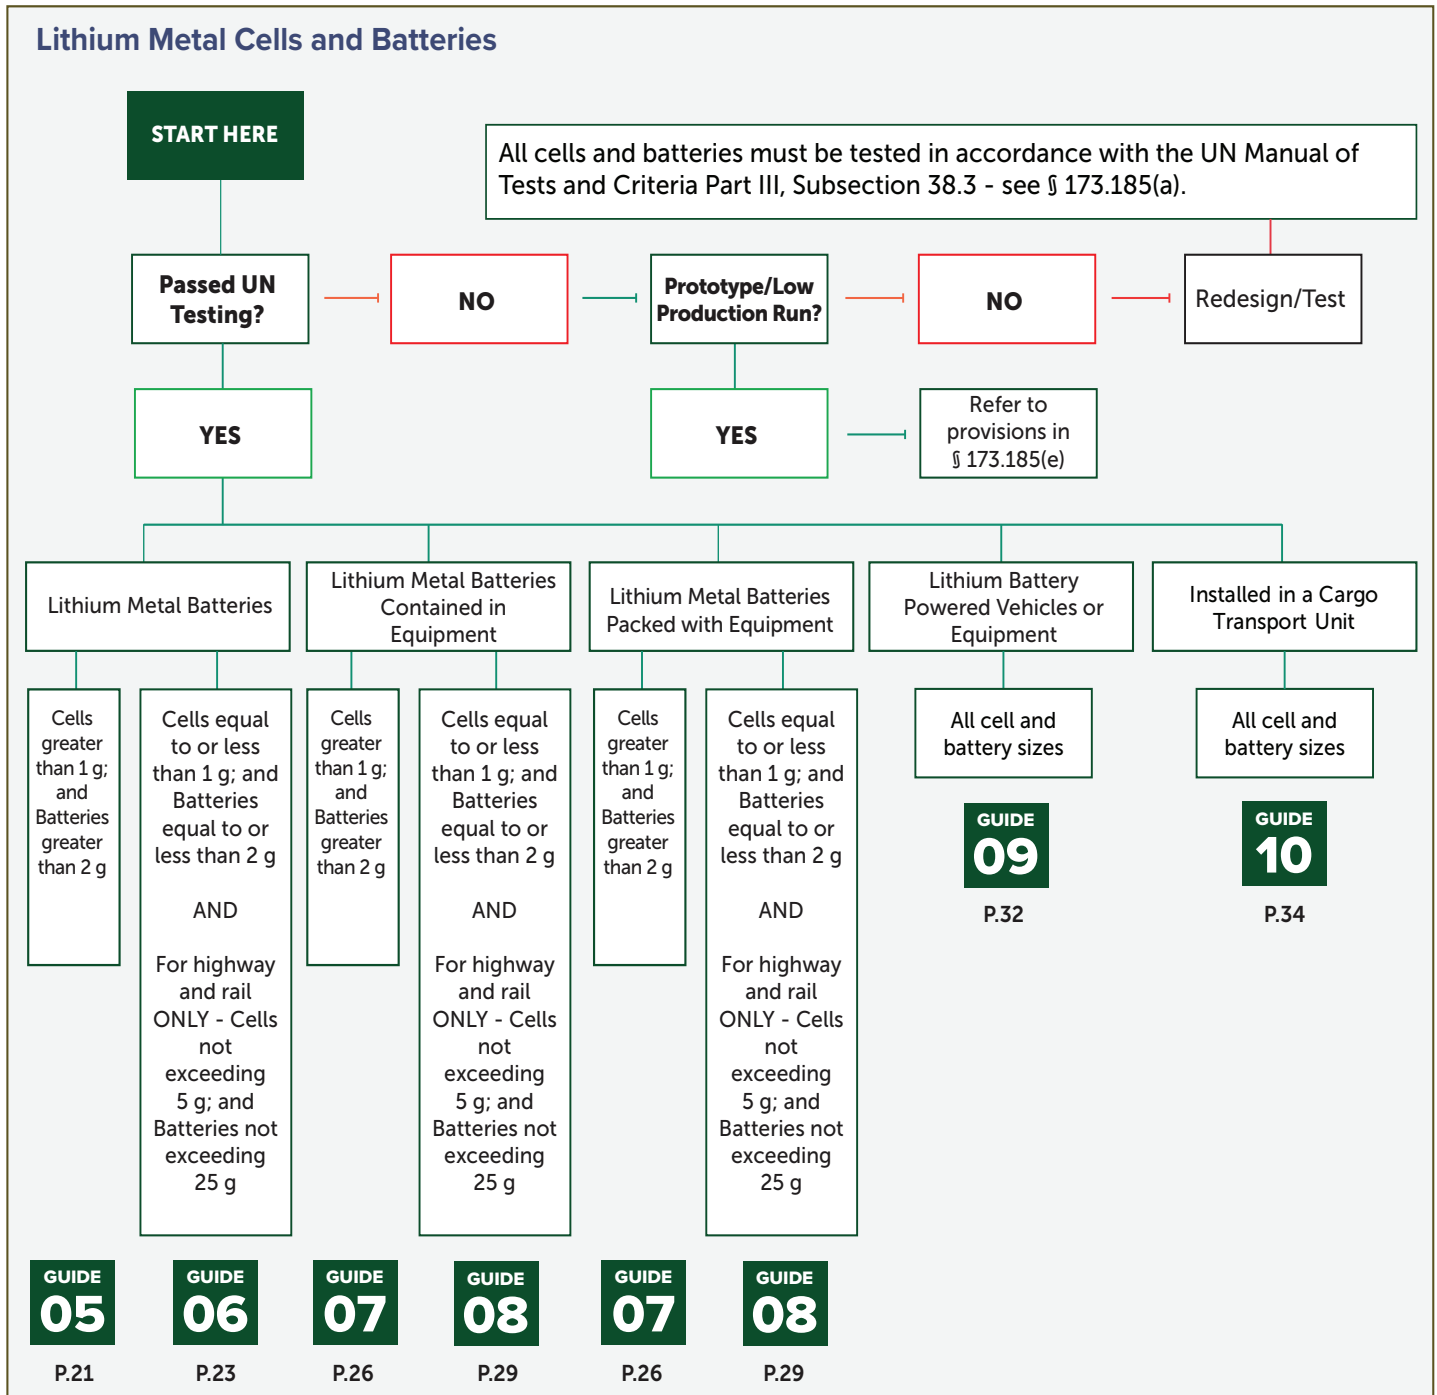 Lithium Metal Cells and Batteries
START HERE
All cells and batteries must be tested in accordance with the UN Manual of
Tests and Criteria Part III, Subsection 38.3 - see § 173.185(a).
Passed UN
Testing?
NO
Prototype/Low
Production Run?
NO
Redesign/Test
YES
YES
Refer to
provisions in
§ 173.185(e)
Lithium Metal Batteries
Lithium Metal Batteries
Contained in
Equipment
Lithium Metal Batteries
Packed with Equipment
Lithium Battery
Powered Vehicles or
Equipment
Installed in a Cargo
Transport Unit
Cells
greater
than 1 g;
and
Batteries
greater
than 2 g
Cells equal
to or less
than 1 g; and
Batteries
equal to or
less than 2 g
AND
For highway
and rail
ONLY - Cells
not
exceeding
5 g; and
Batteries not
exceeding
25 g
Cells
greater
than 1 g;
and
Batteries
greater
than 2 g
Cells equal
to or less
than 1 g; and
Batteries
equal to or
less than 2 g
AND
For highway
and rail
ONLY - Cells
not
exceeding
5 g; and
Batteries not
exceeding
25 g
Cells
greater
than 1 g;
and
Batteries
greater
than 2 g
Cells equal
to or less
than 1 g; and
Batteries
equal to or
less than 2 g
AND
For highway
and rail
ONLY - Cells
not
exceeding
5 g; and
Batteries not
exceeding
25 g
All cell and
battery sizes
All cell and
battery sizes
GUIDE
09
P.32
GUIDE
10
P.34
GUIDE
05
P.21
GUIDE
06
P.23
GUIDE
07
P.26
GUIDE
08
P.29
GUIDE
07
P.26
GUIDE
08
P.29